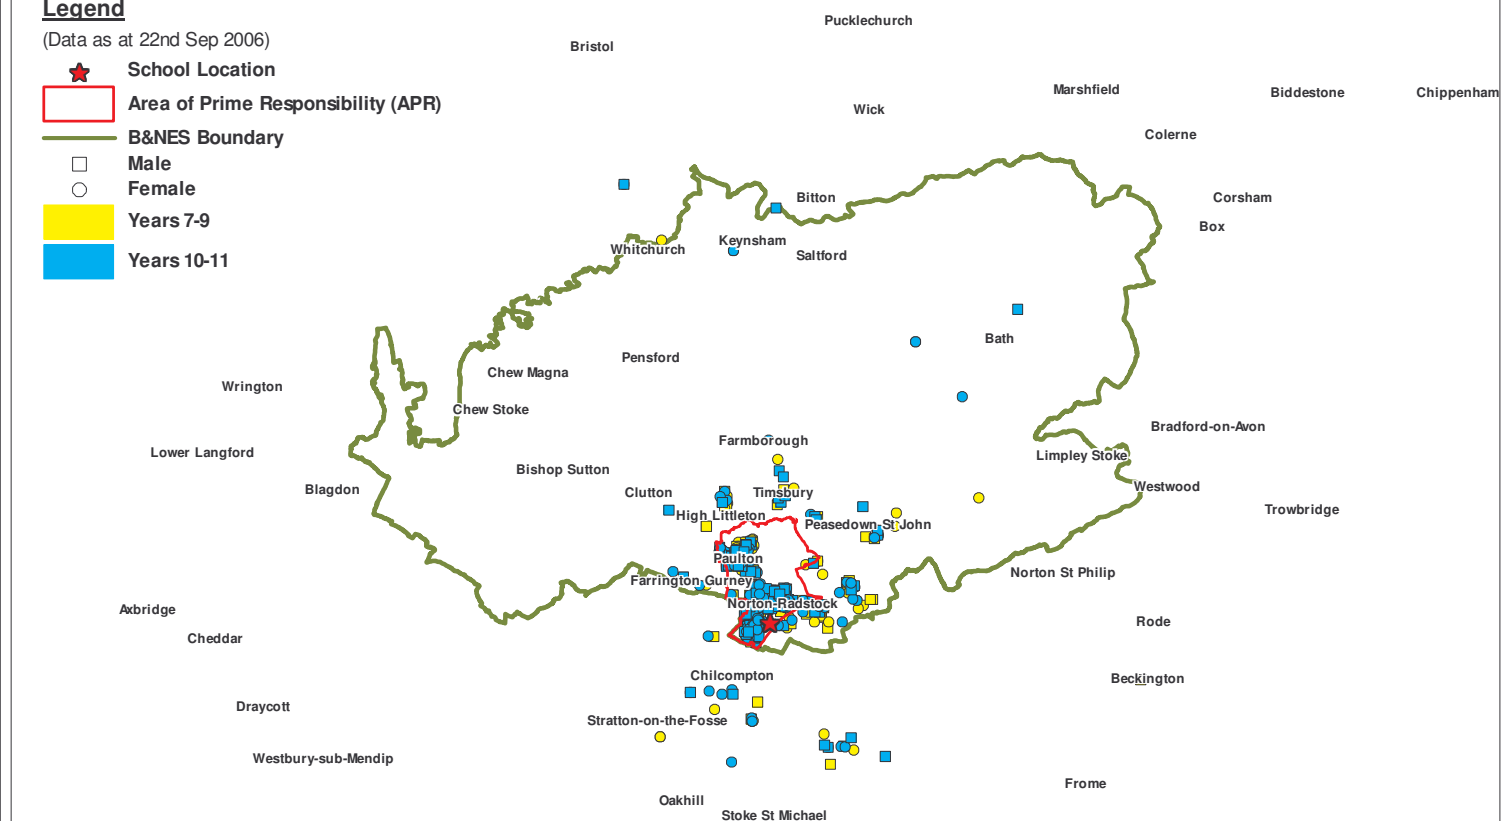 Legend
(Data as at 22nd Sep 2006)
School Location
Area of Prime Responsibility (APR)
B&NES Boundary
Male
Female
Years 7-9
Years 10-11
Pucklechurch
Bristol
Marshfield
Biddestone
Chippenham
Wick
Colerne
Bitton
Corsham
Box
Whitchurch
Keynsham
Saltford
Bath
Pensford
Chew Magna
Wrington
Chew Stoke
Bradford-on-Avon
Farmborough
Lower Langford
Limpley Stoke
Bishop Sutton
Blagdon
Clutton
Timsbury
Westwood
Trowbridge
High Littleton
Peasedown St John
Paulton
Norton St Philip
Farrington Gurney
Norton-Radstock
Axbridge
Rode
Cheddar
Chilcompton
Beckington
Draycott
Stratton-on-the-Fosse
Westbury-sub-Mendip
Frome
Oakhill
Stoke St Michael